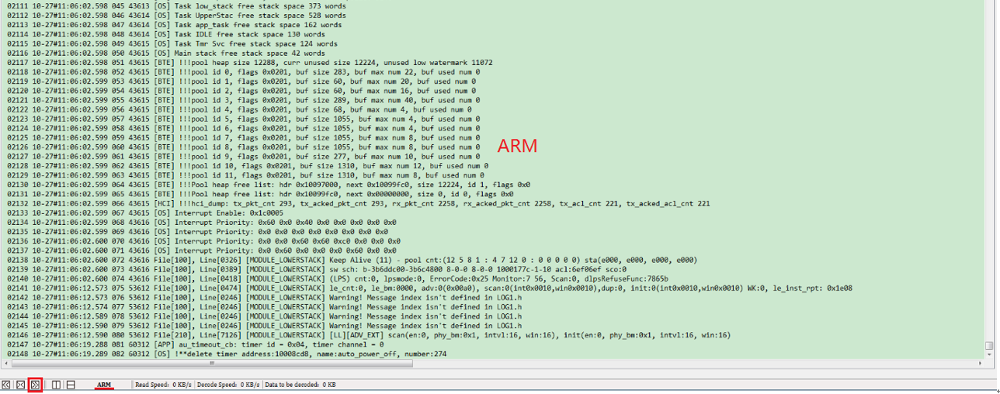 02111 10-27#11:06:02.598 045 43613 [OS] Task low_stack free stack space 373 words
02112 10-27#11:06:02.598 046 43614 [OS] Task UpperStac free stack space 528 words
02113 10-27#11:06:02.598 047 43614 [OS] Task app_task free stack space 162 words
02114 10-27#11:06:02.598 048 43614 [OS] Task IDLE free stack space 130 words
02115 10-27#11:06:02.598 049 43615 [OS] Task Tmr Svc free stack space 124 words
02116 10-27#11:06:02.598 050 43615 [OS] Main stack free stack space 42 words
02117 10-27#11:06:02.598 051 43615 [BTE] !!!pool heap size 12288, curr unused size 12224, unused low watermark 11072
02118 10-27#11:06:02.598 052 43615 [BTE] !!!pool id 0, flags 0x0201, buf size 283, buf max num 22, buf used num 0
02119 10-27#11:06:02.599 053 43615 [BTE] !!!pool id 1, flags 0x0201, buf size 60, buf max num 20, buf used num 0
02120 10-27#11:06:02.599 054 43615 [BTE] !!!pool id 2, flags 0x0201, buf size 60, buf max num 16, buf used num 0
02121 10-27#11:06:02.599 055 43615 [BTE] !!!pool id 3, flags 0x0201, buf size 289, buf max num 40, buf used num 0
02122 10-27#11:06:02.599 056 43615 [BTE] !!!pool id 4, flags 0x0201, buf size 68, buf max num 4, buf used num 0
02123 10-27#11:06:02.599 057 43615 [BTE] !!!pool id 5, flags 0x0201, buf size 1055, buf max num 4, buf used num 0
02124 10-27#11:06:02.599 058 43615 [BTE] !!!pool id 6, flags 0x0201, buf size 1055, buf max num 4, buf used num 0
02125 10-27#11:06:02.599 059 43615 [BTE] !!!pool id 7, flags 0x0201, buf size 1055, buf max num 8, buf used num 0
02126 10-27#11:06:02.599 060 43615 [BTE] !!!pool id 8, flags 0x0201, buf size 1055, buf max num 8, buf used num 0
02127 10-27#11:06:02.599 061 43615 [BTE] !!!pool id 9, flags 0x0201, buf size 277, buf max num 10, buf used num 0
ARM
02128 10-27#11:06:02.599 062 43615 [BTE] !!!pool id 10, flags 0x0201, buf size 1310, buf max num 12, buf used num 0
02129 10-27#11:06:02.599 063 43615 [BTE] !!!pool id 11, flags 0x0201, buf size 1310, buf max num 8, buf used num 0
02130 10-27#11:06:02.599 064 43615 [BTE] !!!Pool heap free list: hdr 0x10097000, next 0x10099fc0, size 12224, id 1, flags 0x0
02131 10-27#11:06:02.599 065 43615 [BTE] !!!Pool heap free list: hdr 0x10099fc0, next 0x00000000, size 0, id 0, flags 0x0
02132 10-27#11:06:02.599 066 43615 [HCI] !!!hci_dump: tx_pkt_cnt 293, tx_acked_pkt_cnt 293, rx_pkt_cnt 2258, rx_acked_pkt_cnt 2258, tx_acl_cnt 221, tx_acked_acl_cnt 221
02133 10-27#11:06:02.599 067 43615 [OS] Interrupt Enable: 0x1c0005
02134 10-27#11:06:02.599 068 43616 [OS] Interrupt Priority: 0x60 0x0 0x40 0x0 0x0 0x0 0x0 0x0
02135 10-27#11:06:02.599 069 43616 [OS] Interrupt Priority: 0x0 0x0 0x0 0x0 0x0 0x0 0x0 0x0
02136 10-27#11:06:02.600 070 43616 [OS] Interrupt Priority: 0x0 0x0 0x60 0x60 0xc0 0x0 0x0 0x0
02137 10-27#11:06:02.600 071 43616 [OS] Interrupt Priority: 0x0 0x60 0x0 0x0 0x0 0x60 0x0 0x0
02138 10-27#11:06:02.600 072 43616 File[100], Line[0326] [MODULE_LOWERSTACK] Keep Alive (11) - pool cnt:(12 5 8 1 : 4 7 12 0 : 0 0 0 0 0) sta(e000, e000, e000, e000)
02139 10-27#11:06:02.600 073 43616 File[100], Line[0389] [MODULE_LOWERSTACK] sw sch: b-3b6ddc00-3b6c4800 8-0-0 8-0-0 1000177c-1-10 acl:6ef06ef sco:0
02140 10-27#11:06:02.600 074 43616 File[100], Line[0418] [MODULE_LOWERSTACK] (LPS) cnt:0, lpsmode:0, ErrorCode:0x25 Monitor:7 56, Scan:0, dlpsRefuseFunc:7865b
02141 10-27#11:06:12.573 075 53612 File[100], Line[0474] [MODULE_LOWERSTACK] le_cnt:0, le_bm:0000, adv:0(0x00a0), scan:0(int0x0010,win0x0010),dup:0, init:0(int0x0010,win0x0010) WK:0, le_inst_rpt: 0x1e08
02142 10-27#11:06:12.573 076 53612 File[100], Line[0246] [MODULE_LOWERSTACK] Warning! Message index isn't defined in LOG1.h
02143 10-27#11:06:12.574 077 53612 File[100], Line[0246] [MODULE_LOWERSTACK] Warning! Message index isn't defined in LOG1.h
02144 10-27#11:06:12.589 078 53612 File[100], Line[0246] [MODULE_LOWERSTACK] Warning! Message index isn't defined in LOG1.h
02145 10-27#11:06:12.590 079 53612 File[100], Line[0246] [MODULE_LOWERSTACK] Warning! Message index isn't defined in LOG1.h
02146 10-27#11:06:12.590 080 53612 File[210], Line[7126] [MODULE_LOWERSTACK] [LL][ADV_EXT] scan(en:0, phy_bm:0x1, intvl:16, win:16), init(en:0, phy_bm:0x1, intvl:16, win:16)
02147 10-27#11:06:19.288 081 60312 [APP] au_timeout_cb: timer id = 0x04, timer channel = 0
02148 10-27#11:06:19.289 082 60312 [OS] !**delete timer address:10008cd8, name:auto_power_off, number:274
ARM Read Speed: 0 KB/s Decode Speed: 0 KB/s Data to be decoded: 0 KB